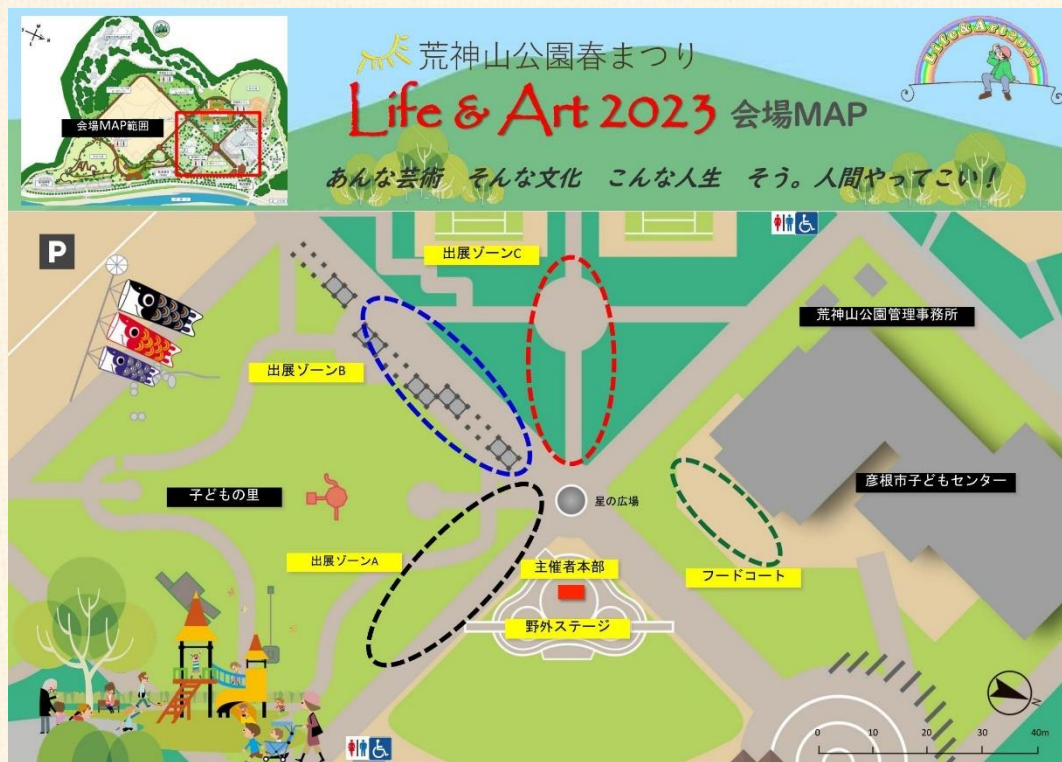 荒神山公園春まつり
Life & Art 2023 会場MAP
Life&Art2023
あんな芸術 そんな文化 こんな人生 そう。人間やってこい！
会場MAP範囲
P
出展ゾーンC
荒神山公園管理事務所
出展ゾーンB
子どもの里
星の広場
彦根市子どもセンター
出展ゾーンA
主催者本部
フードコート
野外ステージ
N
0 10 20 30 40m